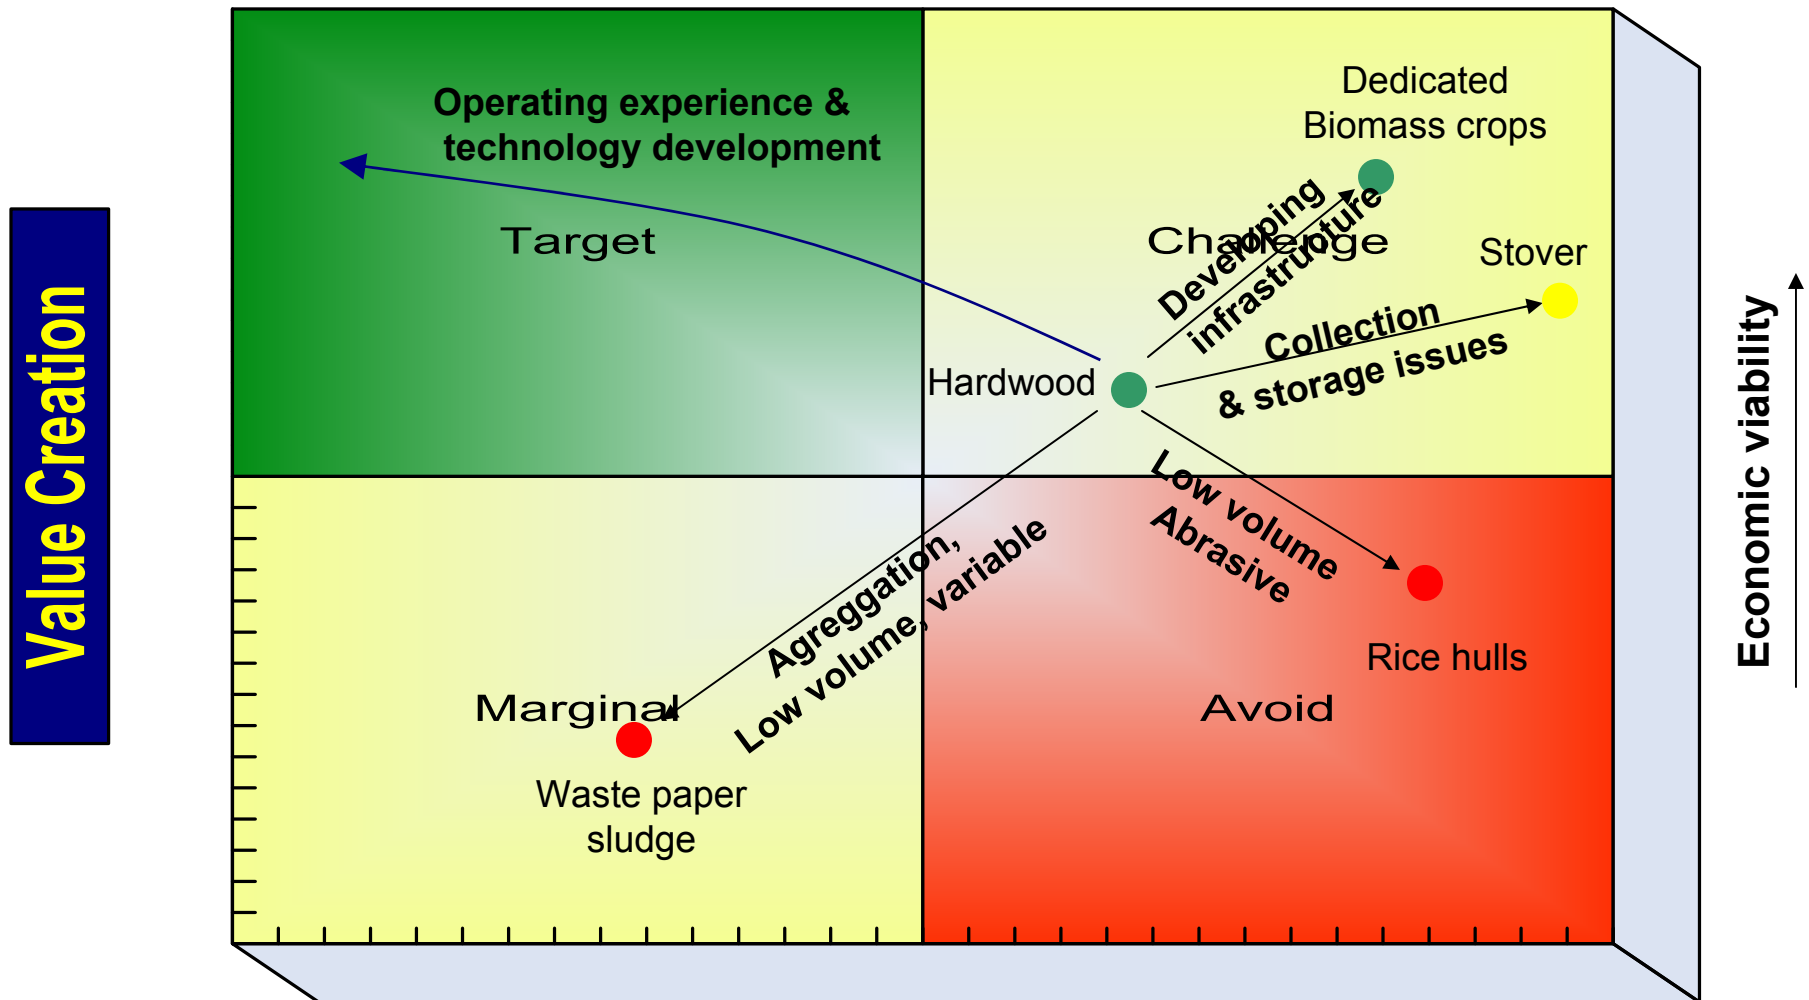 Value Creation
Operating experience &
technology development
Target
Dedicated
Biomass crops
Challenge
Developing
infrastructure
Stover
Collection
& storage issues
Hardwood
Low volume
Abrasive
Agreggation,
Low volume, variable
Rice hulls
Marginal
Avoid
Waste paper
sludge
Economic viability